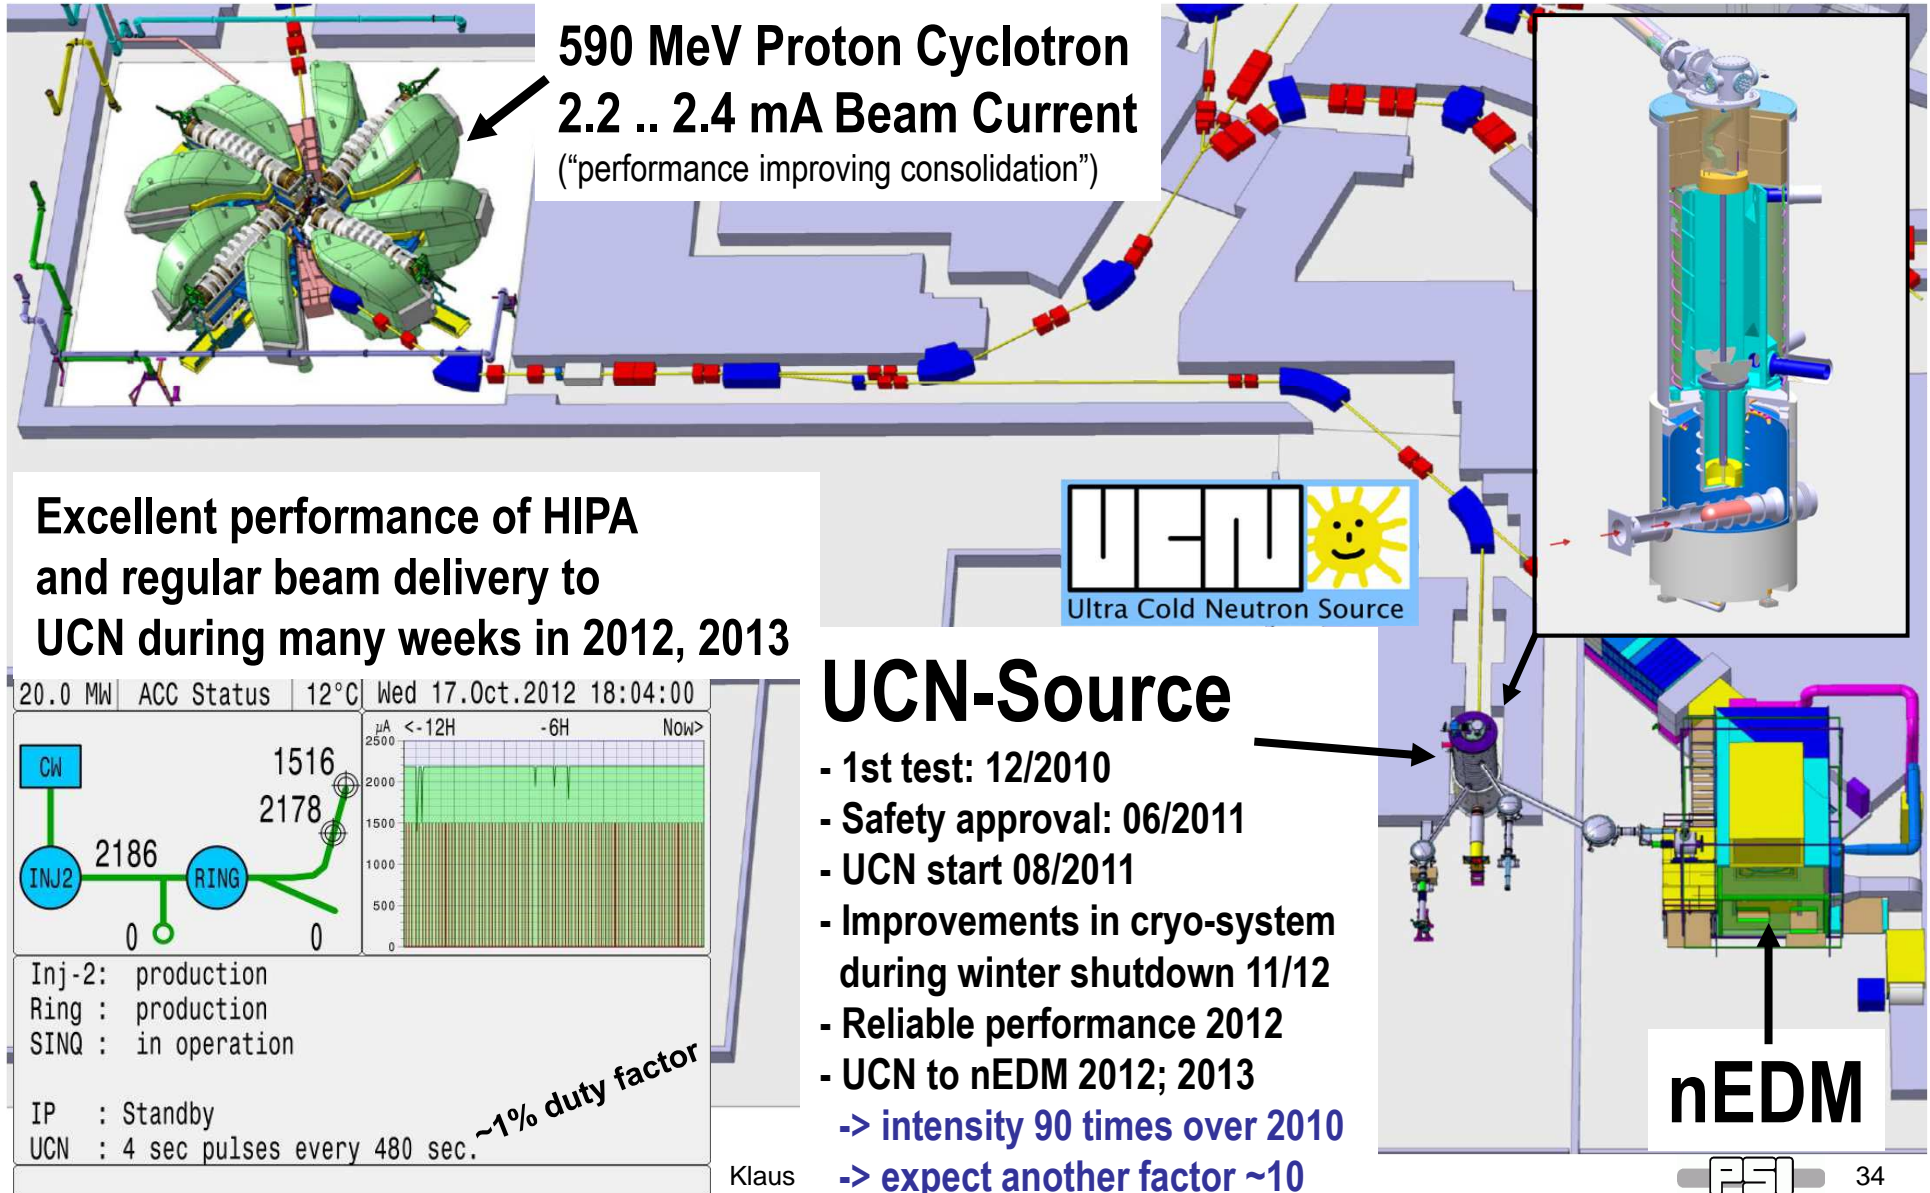 590 MeV Proton Cyclotron
2.2 .. 2.4 mA Beam Current
("performance improving consolidation")
Excellent performance of HIPA
and regular beam delivery to
UCN during many weeks in 2012, 2013
UCN
Ultra Cold Neutron Source
20.0 MW ACC Status 12°C Wed 17.Oct.2012 18:04:00
CW
1516
2178
2186
INJ2
RING
0
0
µA <-12H -6H Now>
2500
2000
1500
1000
500
0
Inj-2: production
Ring : production
SINQ : in operation
IP : Standby
UCN : 4 sec pulses every 480 sec.
~1% duty factor
UCN-Source
- 1st test: 12/2010
- Safety approval: 06/2011
- UCN start 08/2011
- Improvements in cryo-system
during winter shutdown 11/12
- Reliable performance 2012
- UCN to nEDM 2012; 2013
-> intensity 90 times over 2010
-> expect another factor ~10
nEDM
Klaus
PSI
34